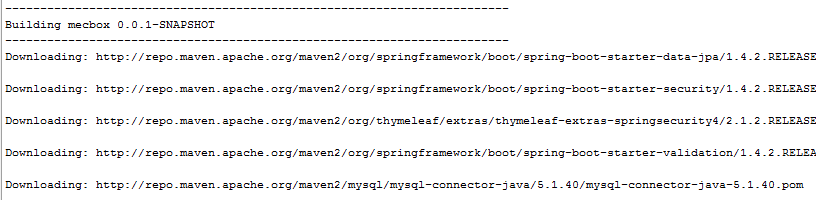 ------------------------------------------------------------------------
Building mecbox 0.0.1-SNAPSHOT
------------------------------------------------------------------------
Downloading: http://repo.maven.apache.org/maven2/org/springframework/boot/spring-boot-starter-data-jpa/1.4.2.RELEASE
Downloading: http://repo.maven.apache.org/maven2/org/springframework/boot/spring-boot-starter-security/1.4.2.RELEASE
Downloading: http://repo.maven.apache.org/maven2/org/thymeleaf/extras/thymeleaf-extras-springsecurity4/2.1.2.RELEASE
Downloading: http://repo.maven.apache.org/maven2/org/springframework/boot/spring-boot-starter-validation/1.4.2.RELEA
Downloading: http://repo.maven.apache.org/maven2/mysql/mysql-connector-java/5.1.40/mysql-connector-java-5.1.40.pom